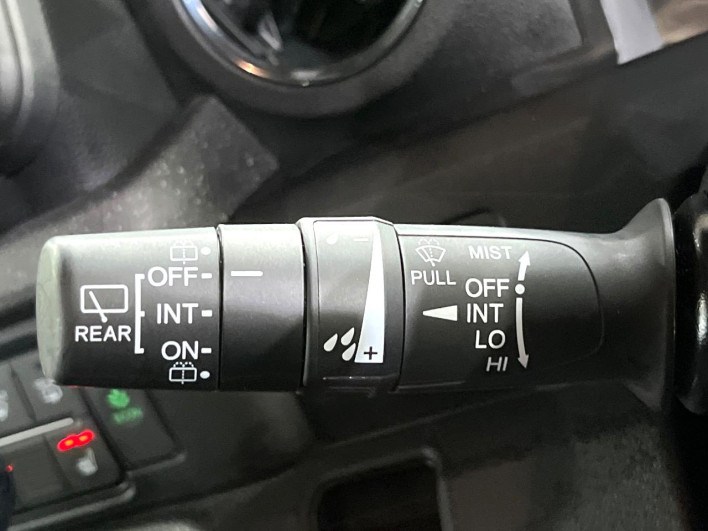 REAR
OFF
INT
ON
+
PULL
MIST
OFF
INT
LO
HI